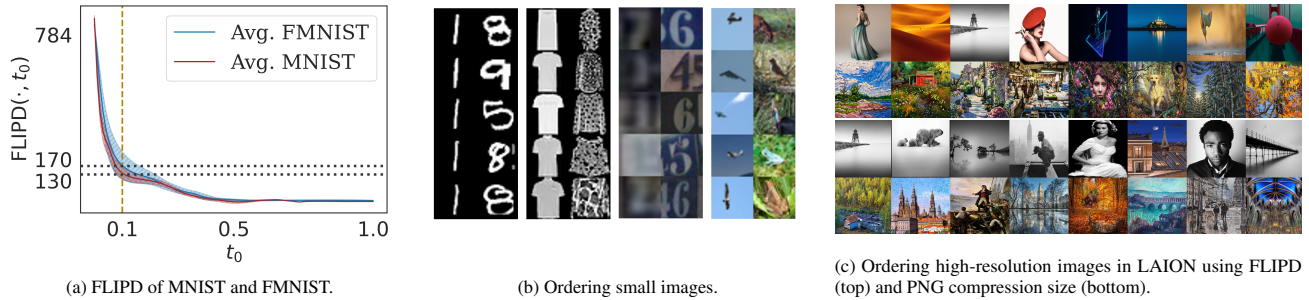 784
170
130
FLIPD(·, t₀)
Avg. FMNIST
Avg. MNIST
0.1
0.5
1.0
t₀
(a) FLIPD of MNIST and FMNIST.
(b) Ordering small images.
(c) Ordering high-resolution images in LAION using FLIPD
(top) and PNG compression size (bottom).